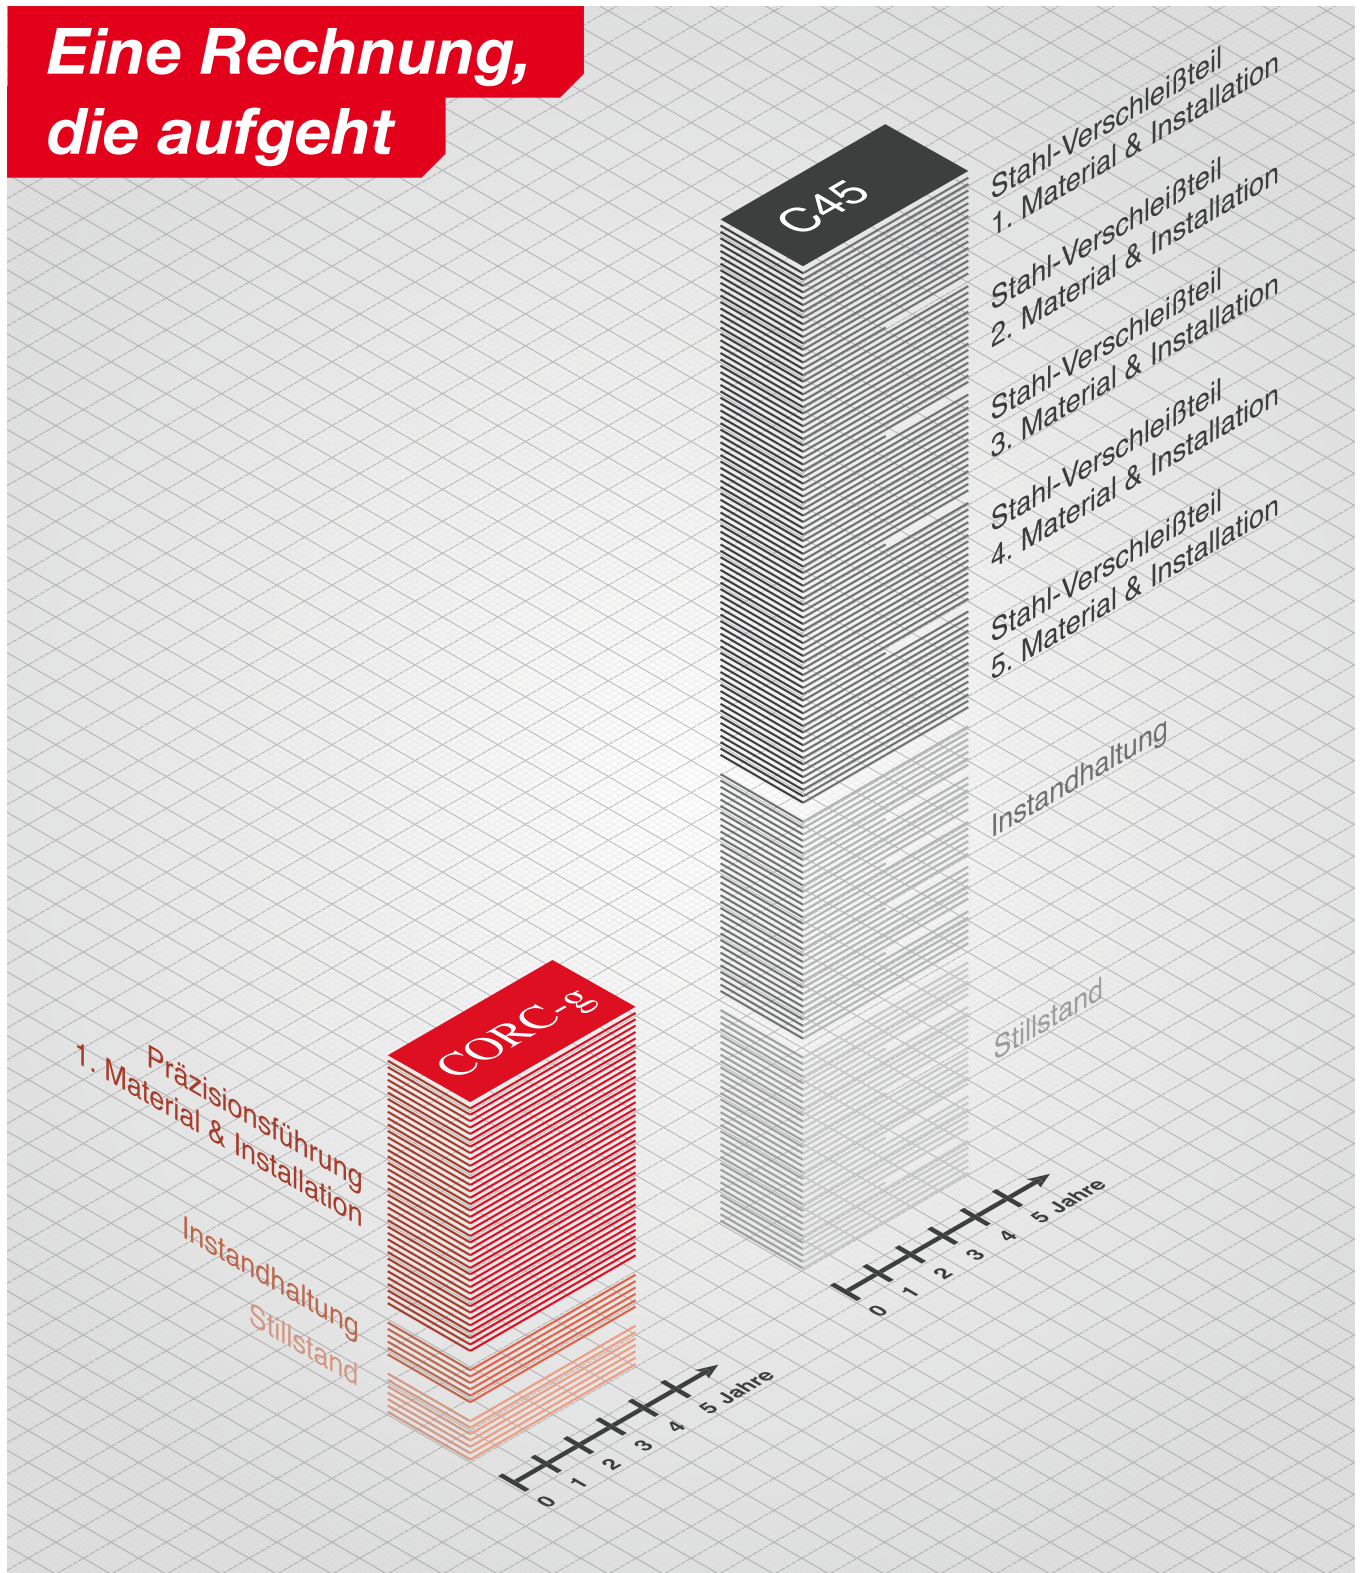 Eine Rechnung,
die aufgeht
C45
Stahl-Verschleißteil
1. Material & Installation
Stahl-Verschleißteil
2. Material & Installation
Stahl-Verschleißteil
3. Material & Installation
Stahl-Verschleißteil
4. Material & Installation
Stahl-Verschleißteil
5. Material & Installation
Instandhaltung
Stillstand
0 1 2 3 4 5 Jahre
CORC-g
Präzisionsführung
1. Material & Installation
Instandhaltung
Stillstand
0 1 2 3 4 5 Jahre